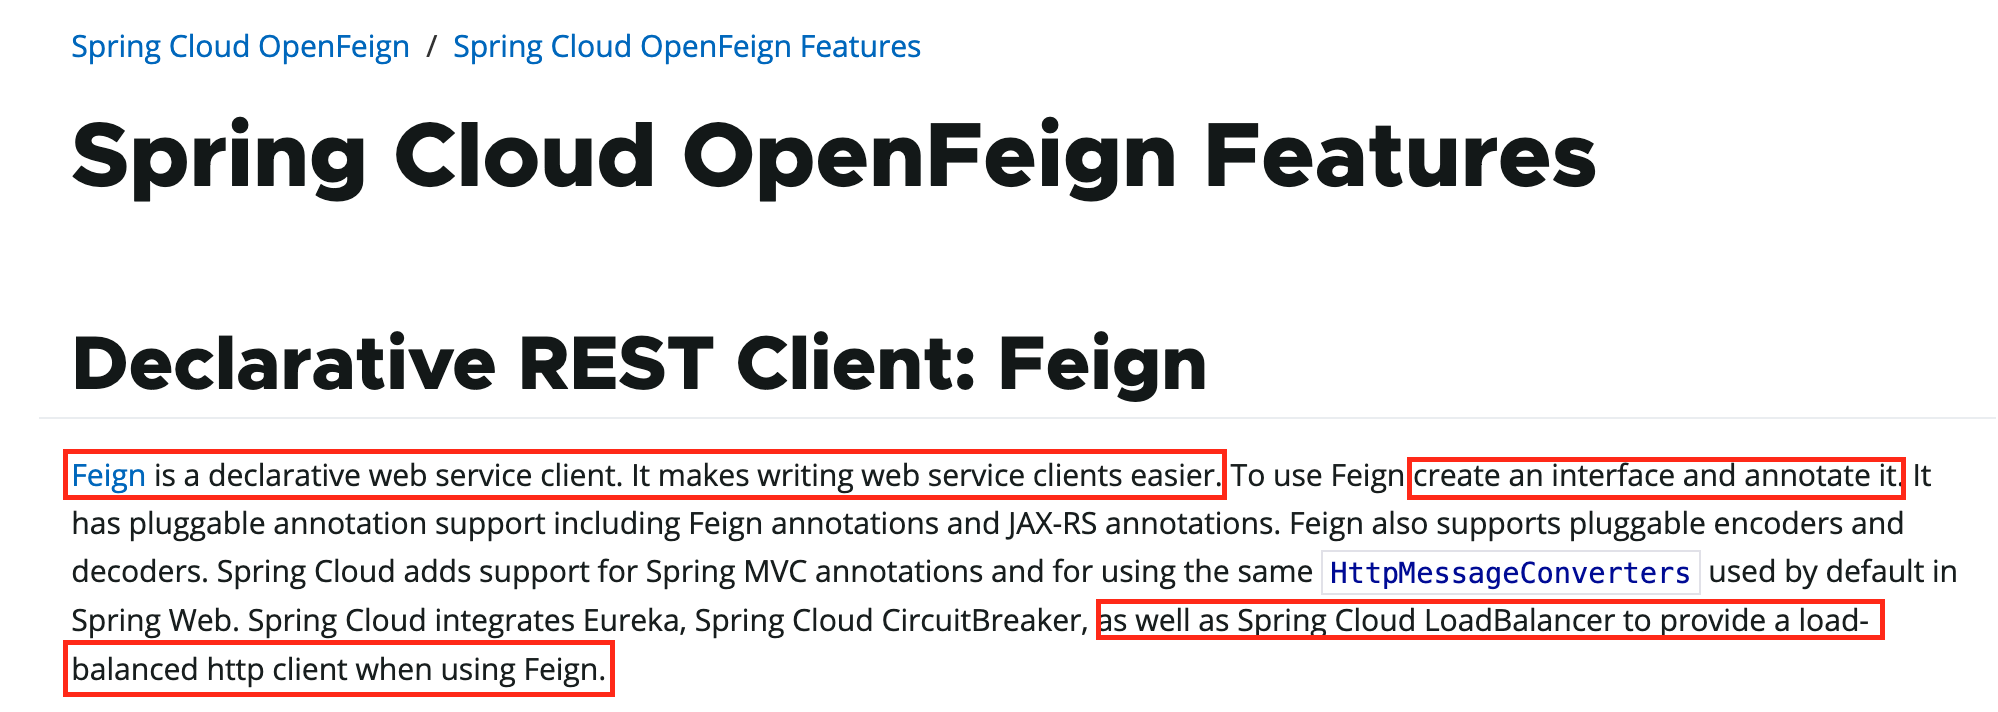 Spring Cloud OpenFeign / Spring Cloud OpenFeign Features
Spring Cloud OpenFeign Features
Declarative REST Client: Feign
Feign is a declarative web service client. It makes writing web service clients easier. To use Feign create an interface and annotate it. It
has pluggable annotation support including Feign annotations and JAX-RS annotations. Feign also supports pluggable encoders and
decoders. Spring Cloud adds support for Spring MVC annotations and for using the same HttpMessageConverters used by default in
Spring Web. Spring Cloud integrates Eureka, Spring Cloud CircuitBreaker, as well as Spring Cloud LoadBalancer to provide a load-
balanced http client when using Feign.